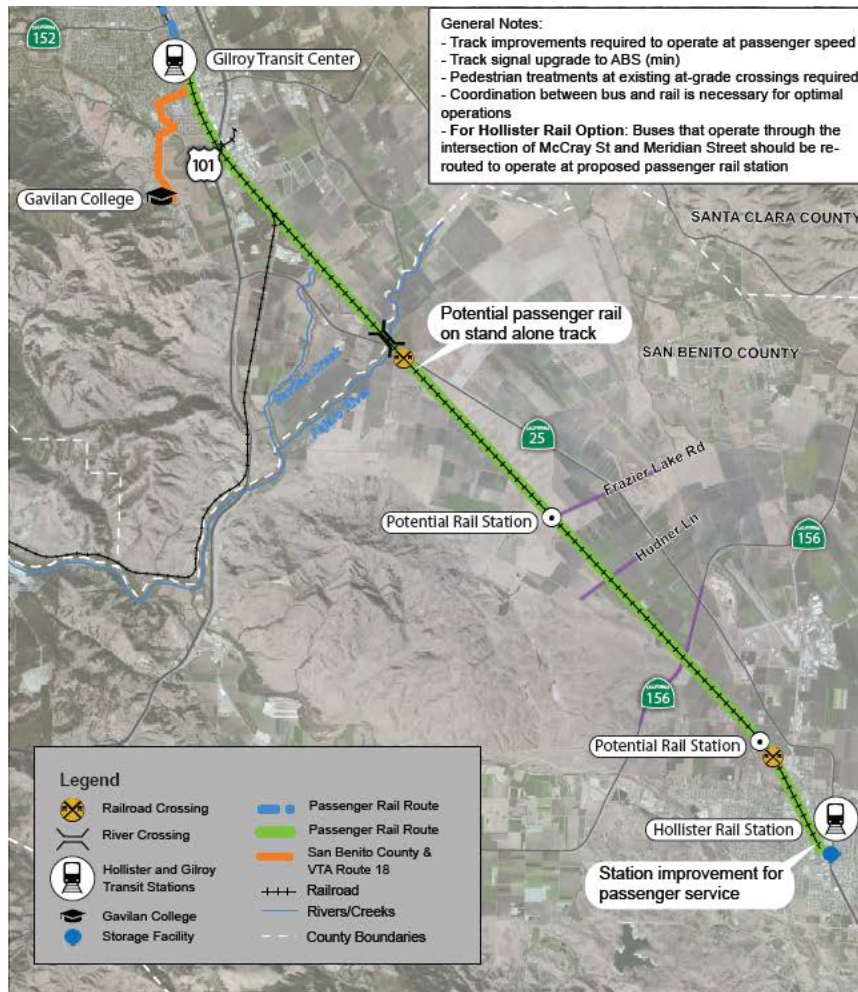 General Notes:
- Track improvements required to operate at passenger speed
- Track signal upgrade to ABS (min)
- Pedestrian treatments at existing at-grade crossings required
- Coordination between bus and rail is necessary for optimal
operations
- For Hollister Rail Option: Buses that operate through the
intersection of McCray St and Meridian Street should be re-
routed to operate at proposed passenger rail station
CALIFORNIA
152
Gilroy Transit Center
101
Gavilan College
SANTA CLARA COUNTY
Potential passenger rail
on stand alone track
SAN BENITO COUNTY
Pajaro River
CALIFORNIA
25
Frazier Lake Rd
Potential Rail Station
Hudner Ln
CALIFORNIA
156
CALIFORNIA
156
Potential Rail Station
Hollister Rail Station
Station improvement for
passenger service
Legend
Railroad Crossing
River Crossing
Hollister and Gilroy
Transit Stations
Gavilan College
Storage Facility
Passenger Rail Route
Passenger Rail Route
San Benito County &
VTA Route 18
Railroad
Rivers/Creeks
County Boundaries